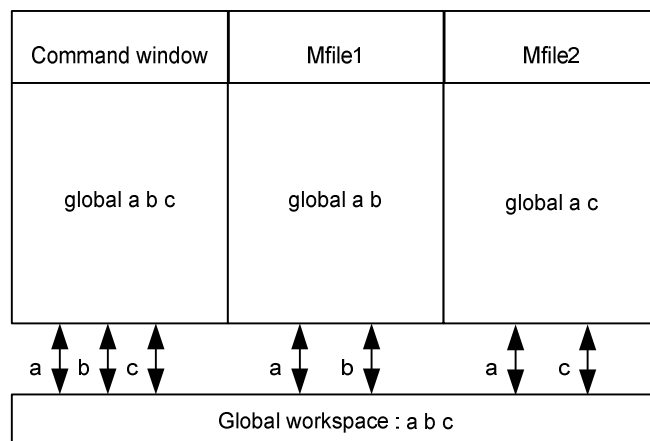 Command window
Mfile1
Mfile2
global a b c
global a b
global a c
a
b
c
a
b
a
c
Global workspace : a b c